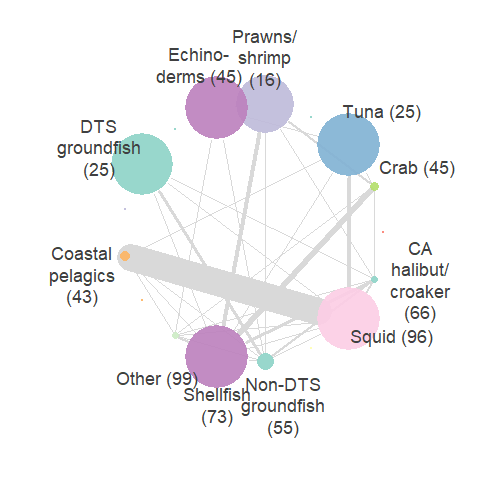 Prawns/
shrimp
(16)
Echino-
derms (45)
Tuna (25)
DTS
groundfish
(25)
Crab (45)
Coastal
pelagics
(43)
CA
halibut/
croaker
(66)
Squid (96)
Other (99)
Shellfish
(73)
Non-DTS
groundfish
(55)